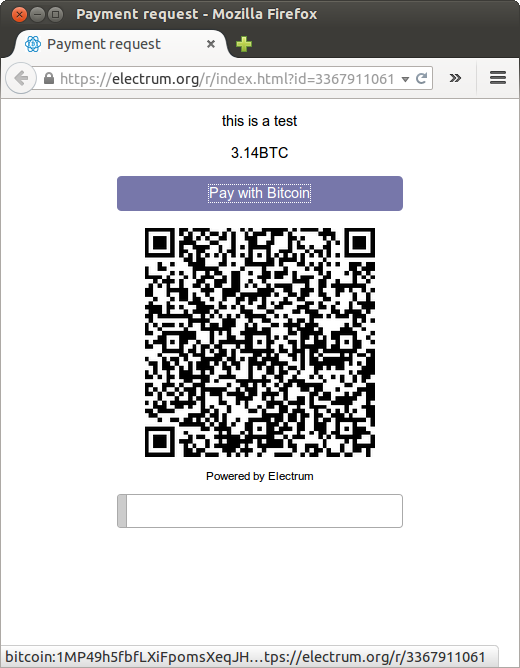 Payment request - Mozilla Firefox
Payment request
https://electrum.org/r/index.html?id=3367911061
this is a test
3.14BTC
Pay with Bitcoin
Powered by Electrum
bitcoin:1MP49h5fbfLXiFpomsXeqJH…tps://electrum.org/r/3367911061